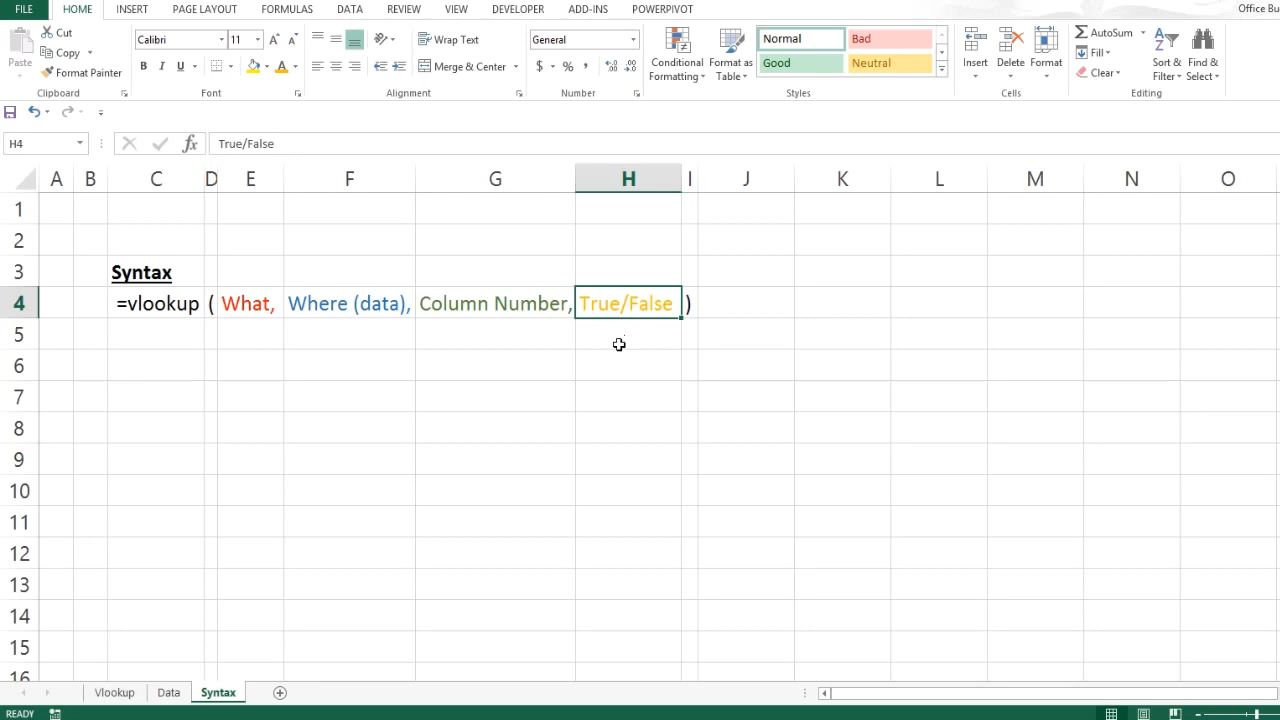 FILE HOME INSERT PAGE LAYOUT FORMULAS DATA REVIEW VIEW DEVELOPER ADD-INS POWERPIVOT Office Bu
Paste Cut Copy Format Painter Clipboard
Calibri 11 B I U A A A Font
Wrap Text Merge & Center Alignment
General $ % , Number
Conditional Formatting Format as Table Normal Bad Good Neutral Styles
Insert Delete Format Cells
AutoSum Fill Clear Sort & Filter Find & Select Editing
H4 fx True/False
A B C D E F G H I J K L M N O
1
2
3 Syntax
4 =vlookup ( What, Where (data), Column Number, True/False )
5
6
7
8
9
10
11
12
13
14
15
16
Vlookup Data Syntax
READY